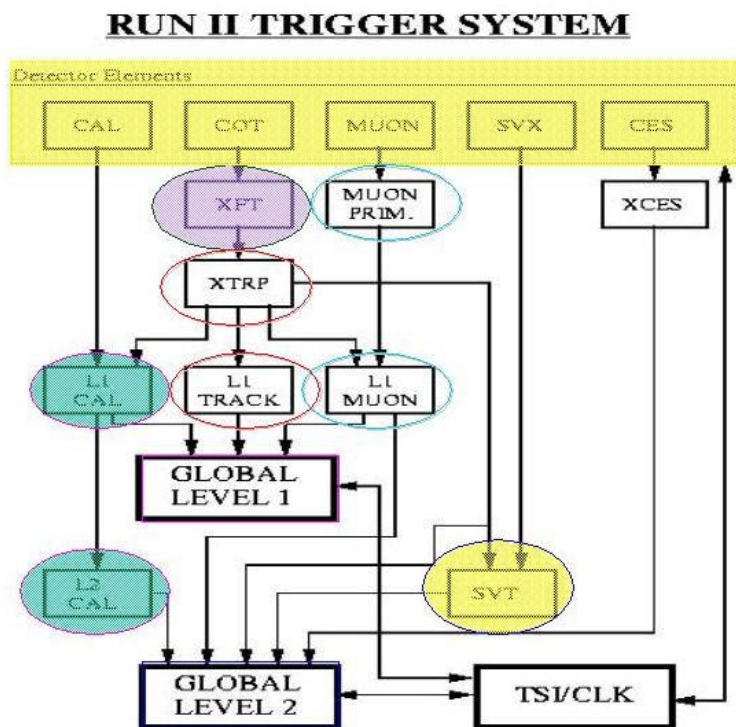 RUN II TRIGGER SYSTEM
Detector Elements
CAL
COT
MUON
SVX
CES
XFT
MUON
PRIM.
XCES
XTRP
L1
CAL
L1
TRACK
L1
MUON
GLOBAL
LEVEL 1
L2
CAL
SVT
GLOBAL
LEVEL 2
TSI/CLK